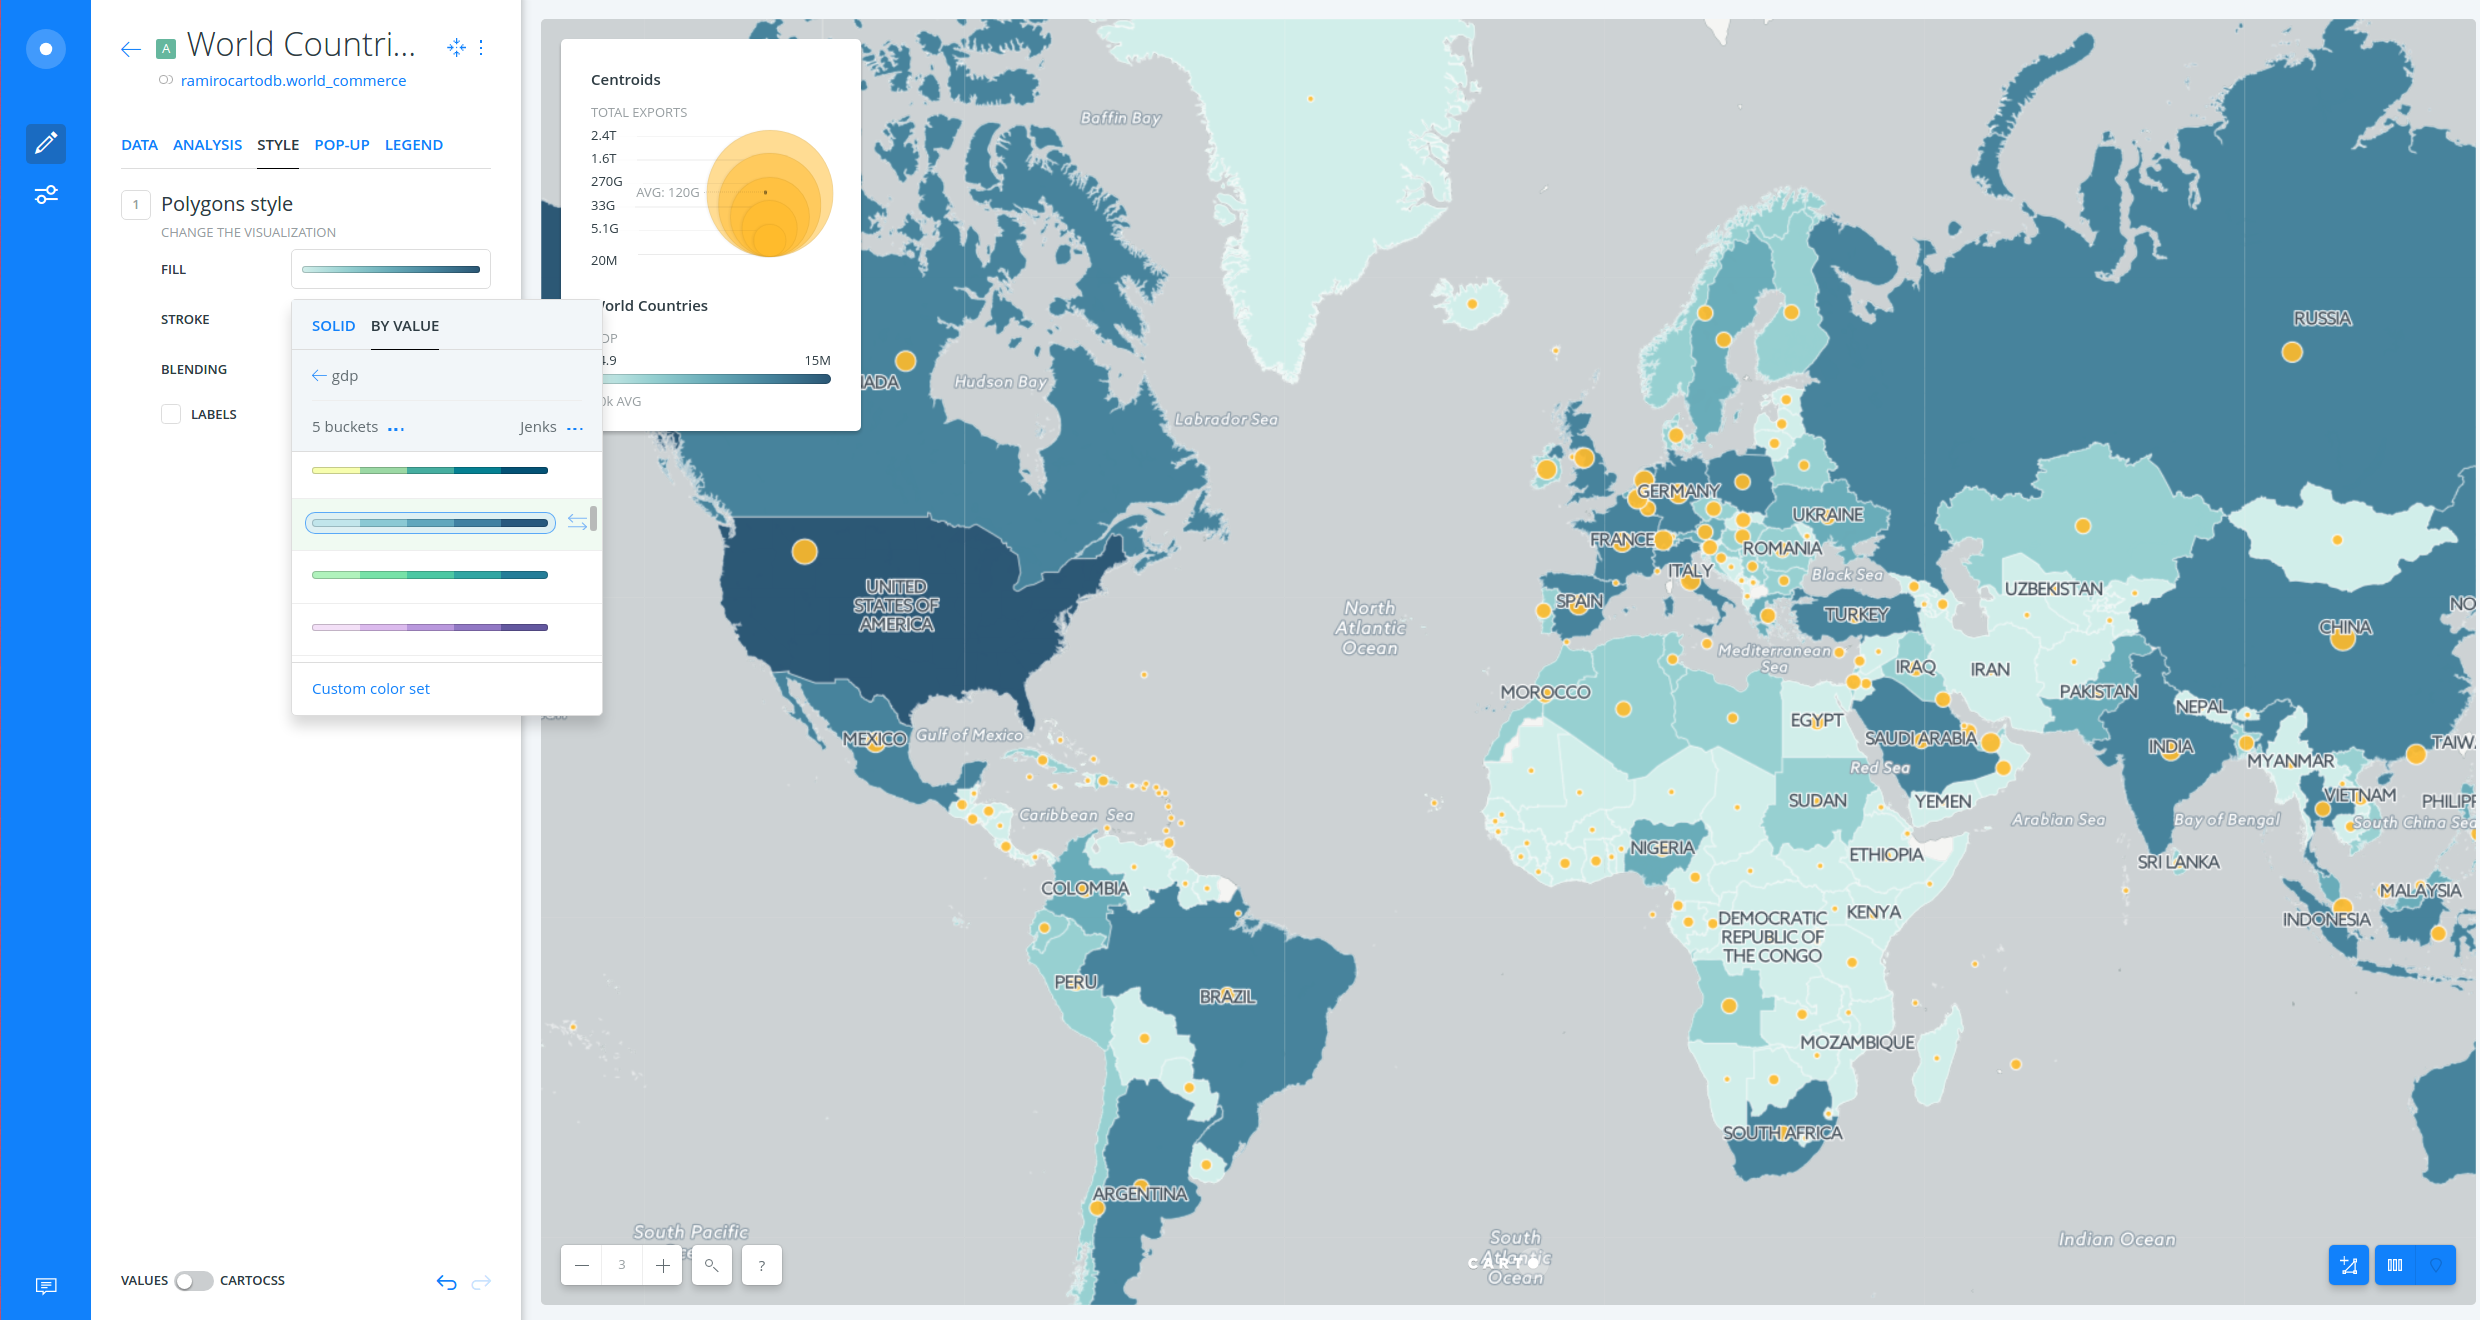 A World Countri...
ramirocartodb.world_commerce
DATA ANALYSIS STYLE POP-UP LEGEND
1 Polygons style
CHANGE THE VISUALIZATION
FILL
STROKE
BLENDING
LABELS
SOLID BY VALUE
gdp
5 buckets ...
Jenks ...
Custom color set
VALUES CARTOCSS
Centroids
TOTAL EXPORTS
2.4T
1.6T
270G
AVG: 120G
33G
5.1G
20M
orld Countries
DP
4.9 15M
0k AVG
Baffin Bay
Hudson Bay
Labrador Sea
ADA
RUSSIA
GERMANY
UKRAINE
FRANCE
ROMANIA
ITALY
Black Sea
SPAIN
UZBEKISTAN
TURKEY
NO
CHINA
UNITED
STATES OF
AMERICA
North
Atlantic
Ocean
Mediterranean
Sea
IRAQ
IRAN
MOROCCO
PAKISTAN
NEPAL
EGYPT
MEXICO
Gulf of Mexico
SAUDI ARABIA
INDIA
TAIW
MYANMAR
Red Sea
SUDAN
YEMEN
VIETNAM
PHILIPP
Caribbean Sea
Arabian Sea
Bay of Bengal
South China Sea
NIGERIA
ETHIOPIA
SRI LANKA
COLOMBIA
MALAYSIA
KENYA
INDONESIA
DEMOCRATIC
REPUBLIC OF
THE CONGO
PERU
BRAZIL
MOZAMBIQUE
SOUTH AFRICA
ARGENTINA
South Pacific
South
Atlantic
Ocean
CARTO
Indian Ocean
3
?